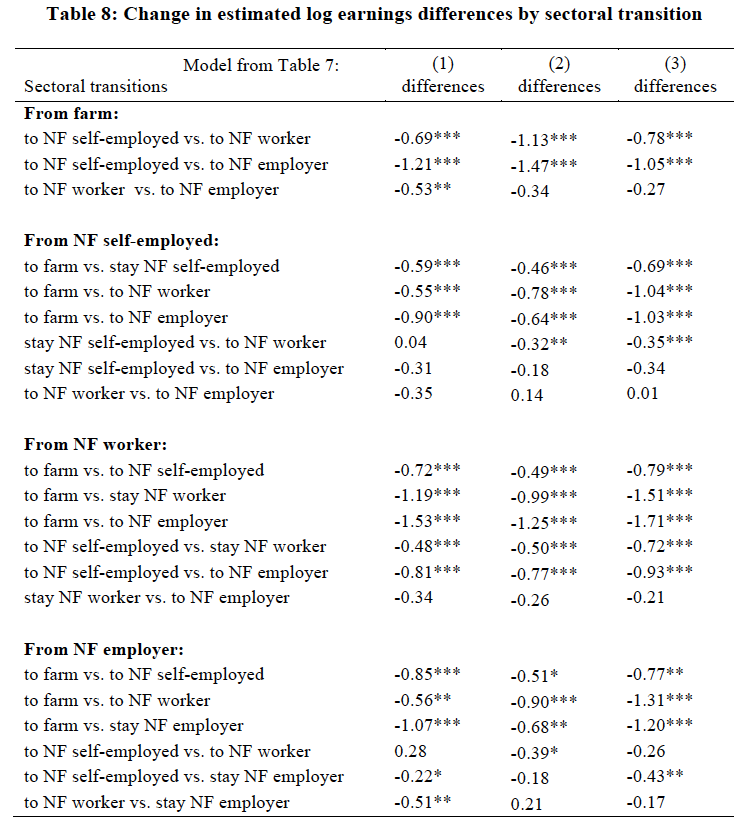 Table 8: Change in estimated log earnings differences by sectoral transition
Model from Table 7: (1) (2) (3)
Sectoral transitions differences differences differences
From farm:
to NF self-employed vs. to NF worker -0.69*** -1.13*** -0.78***
to NF self-employed vs. to NF employer -1.21*** -1.47*** -1.05***
to NF worker vs. to NF employer -0.53** -0.34 -0.27
From NF self-employed:
to farm vs. stay NF self-employed -0.59*** -0.46*** -0.69***
to farm vs. to NF worker -0.55*** -0.78*** -1.04***
to farm vs. to NF employer -0.90*** -0.64*** -1.03***
stay NF self-employed vs. to NF worker 0.04 -0.32** -0.35***
stay NF self-employed vs. to NF employer -0.31 -0.18 -0.34
to NF worker vs. to NF employer -0.35 0.14 0.01
From NF worker:
to farm vs. to NF self-employed -0.72*** -0.49*** -0.79***
to farm vs. stay NF worker -1.19*** -0.99*** -1.51***
to farm vs. to NF employer -1.53*** -1.25*** -1.71***
to NF self-employed vs. stay NF worker -0.48*** -0.50*** -0.72***
to NF self-employed vs. to NF employer -0.81*** -0.77*** -0.93***
stay NF worker vs. to NF employer -0.34 -0.26 -0.21
From NF employer:
to farm vs. to NF self-employed -0.85*** -0.51* -0.77**
to farm vs. to NF worker -0.56** -0.90*** -1.31***
to farm vs. stay NF employer -1.07*** -0.68** -1.20***
to NF self-employed vs. to NF worker 0.28 -0.39* -0.26
to NF self-employed vs. stay NF employer -0.22* -0.18 -0.43**
to NF worker vs. stay NF employer -0.51** 0.21 -0.17